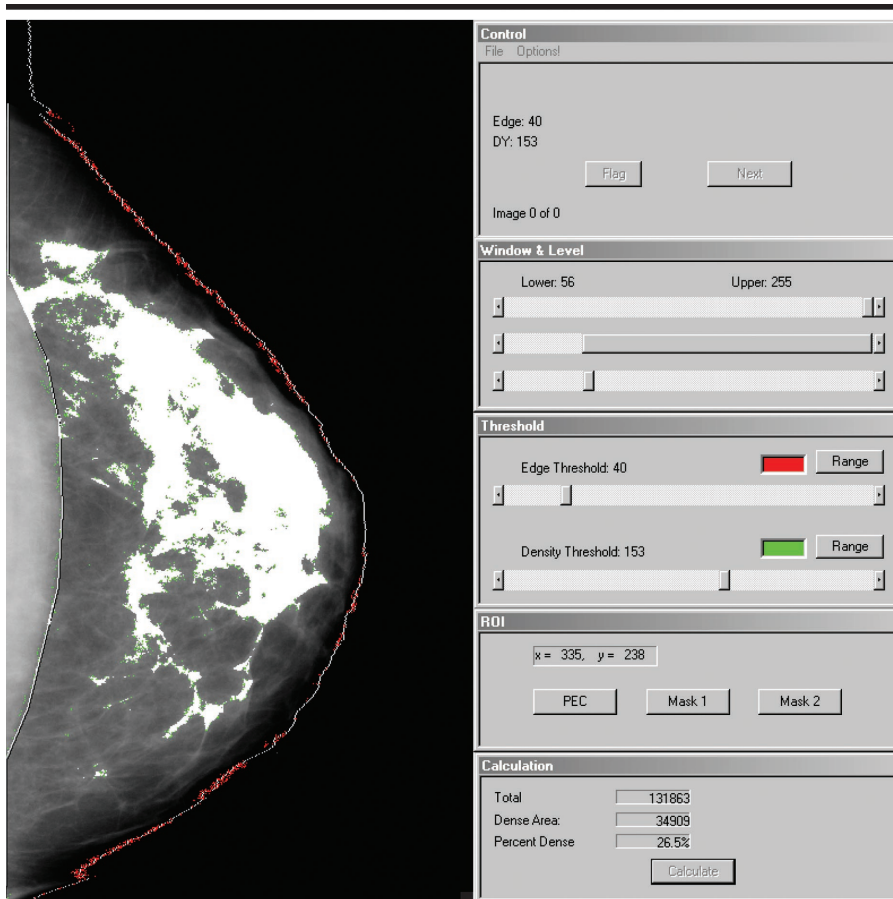 Control
File Options!
Edge: 40
DY: 153
Flag Next
Image 0 of 0
Window & Level
Lower: 56 Upper: 255
Threshold
Edge Threshold: 40 Range
Density Threshold: 153 Range
ROI
x = 335, y = 238
PEC Mask 1 Mask 2
Calculation
Total 131863
Dense Area: 34909
Percent Dense 26.5%
Calculate